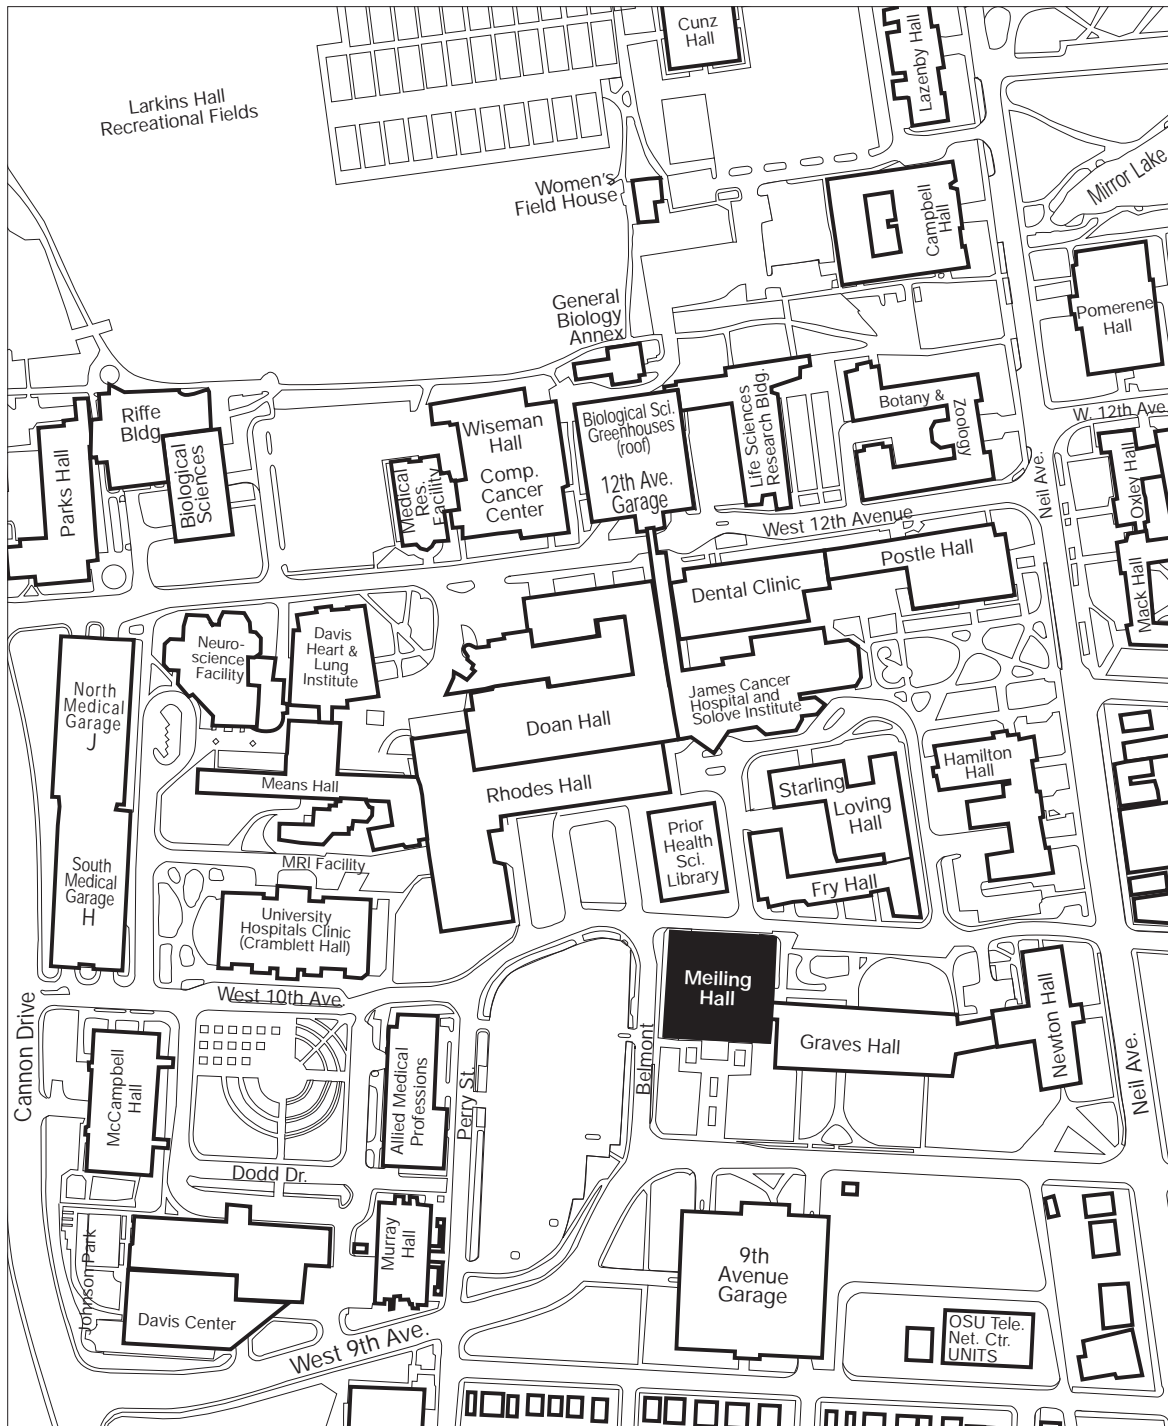 Cunz
Hall
Lazenby Hall
Larkins Hall
Recreational Fields
Mirror Lake
Women's
Field House
Campbell
Hall
General
Biology
Annex
Pomerene
Hall
Riffe
Bldg
Parks Hall
Biological
Sciences
Wiseman
Hall
Comp.
Cancer
Center
Medical
Res.
Facility
Biological Sci.
Greenhouses
(roof)
12th Ave.
Garage
Life Sciences
Research Bldg.
Botany &
Zoology
W. 12th Ave
Neil Ave.
Oxley Hall
Mack Hall
West 12th Avenue
Postle Hall
Dental Clinic
Neuro-
science
Facility
Davis
Heart &
Lung
Institute
North
Medical
Garage
J
James Cancer
Hospital and
Solove Institute
Doan Hall
Hamilton
Hall
Means Hall
Rhodes Hall
Starling
Loving
Hall
Prior
Health
Sci.
Library
MRI Facility
South
Medical
Garage
H
Fry Hall
University
Hospitals Clinic
(Cramblett Hall)
Meiling
Hall
West 10th Ave.
Newton Hall
Graves Hall
Cannon Drive
McCampbell
Hall
Allied Medical
Professions
Perry St.
Belmont
Neil Ave.
Dodd Dr.
Johnson Park
Murray
Hall
9th
Avenue
Garage
Davis Center
West 9th Ave.
OSU Tele.
Net. Ctr.
UNITS